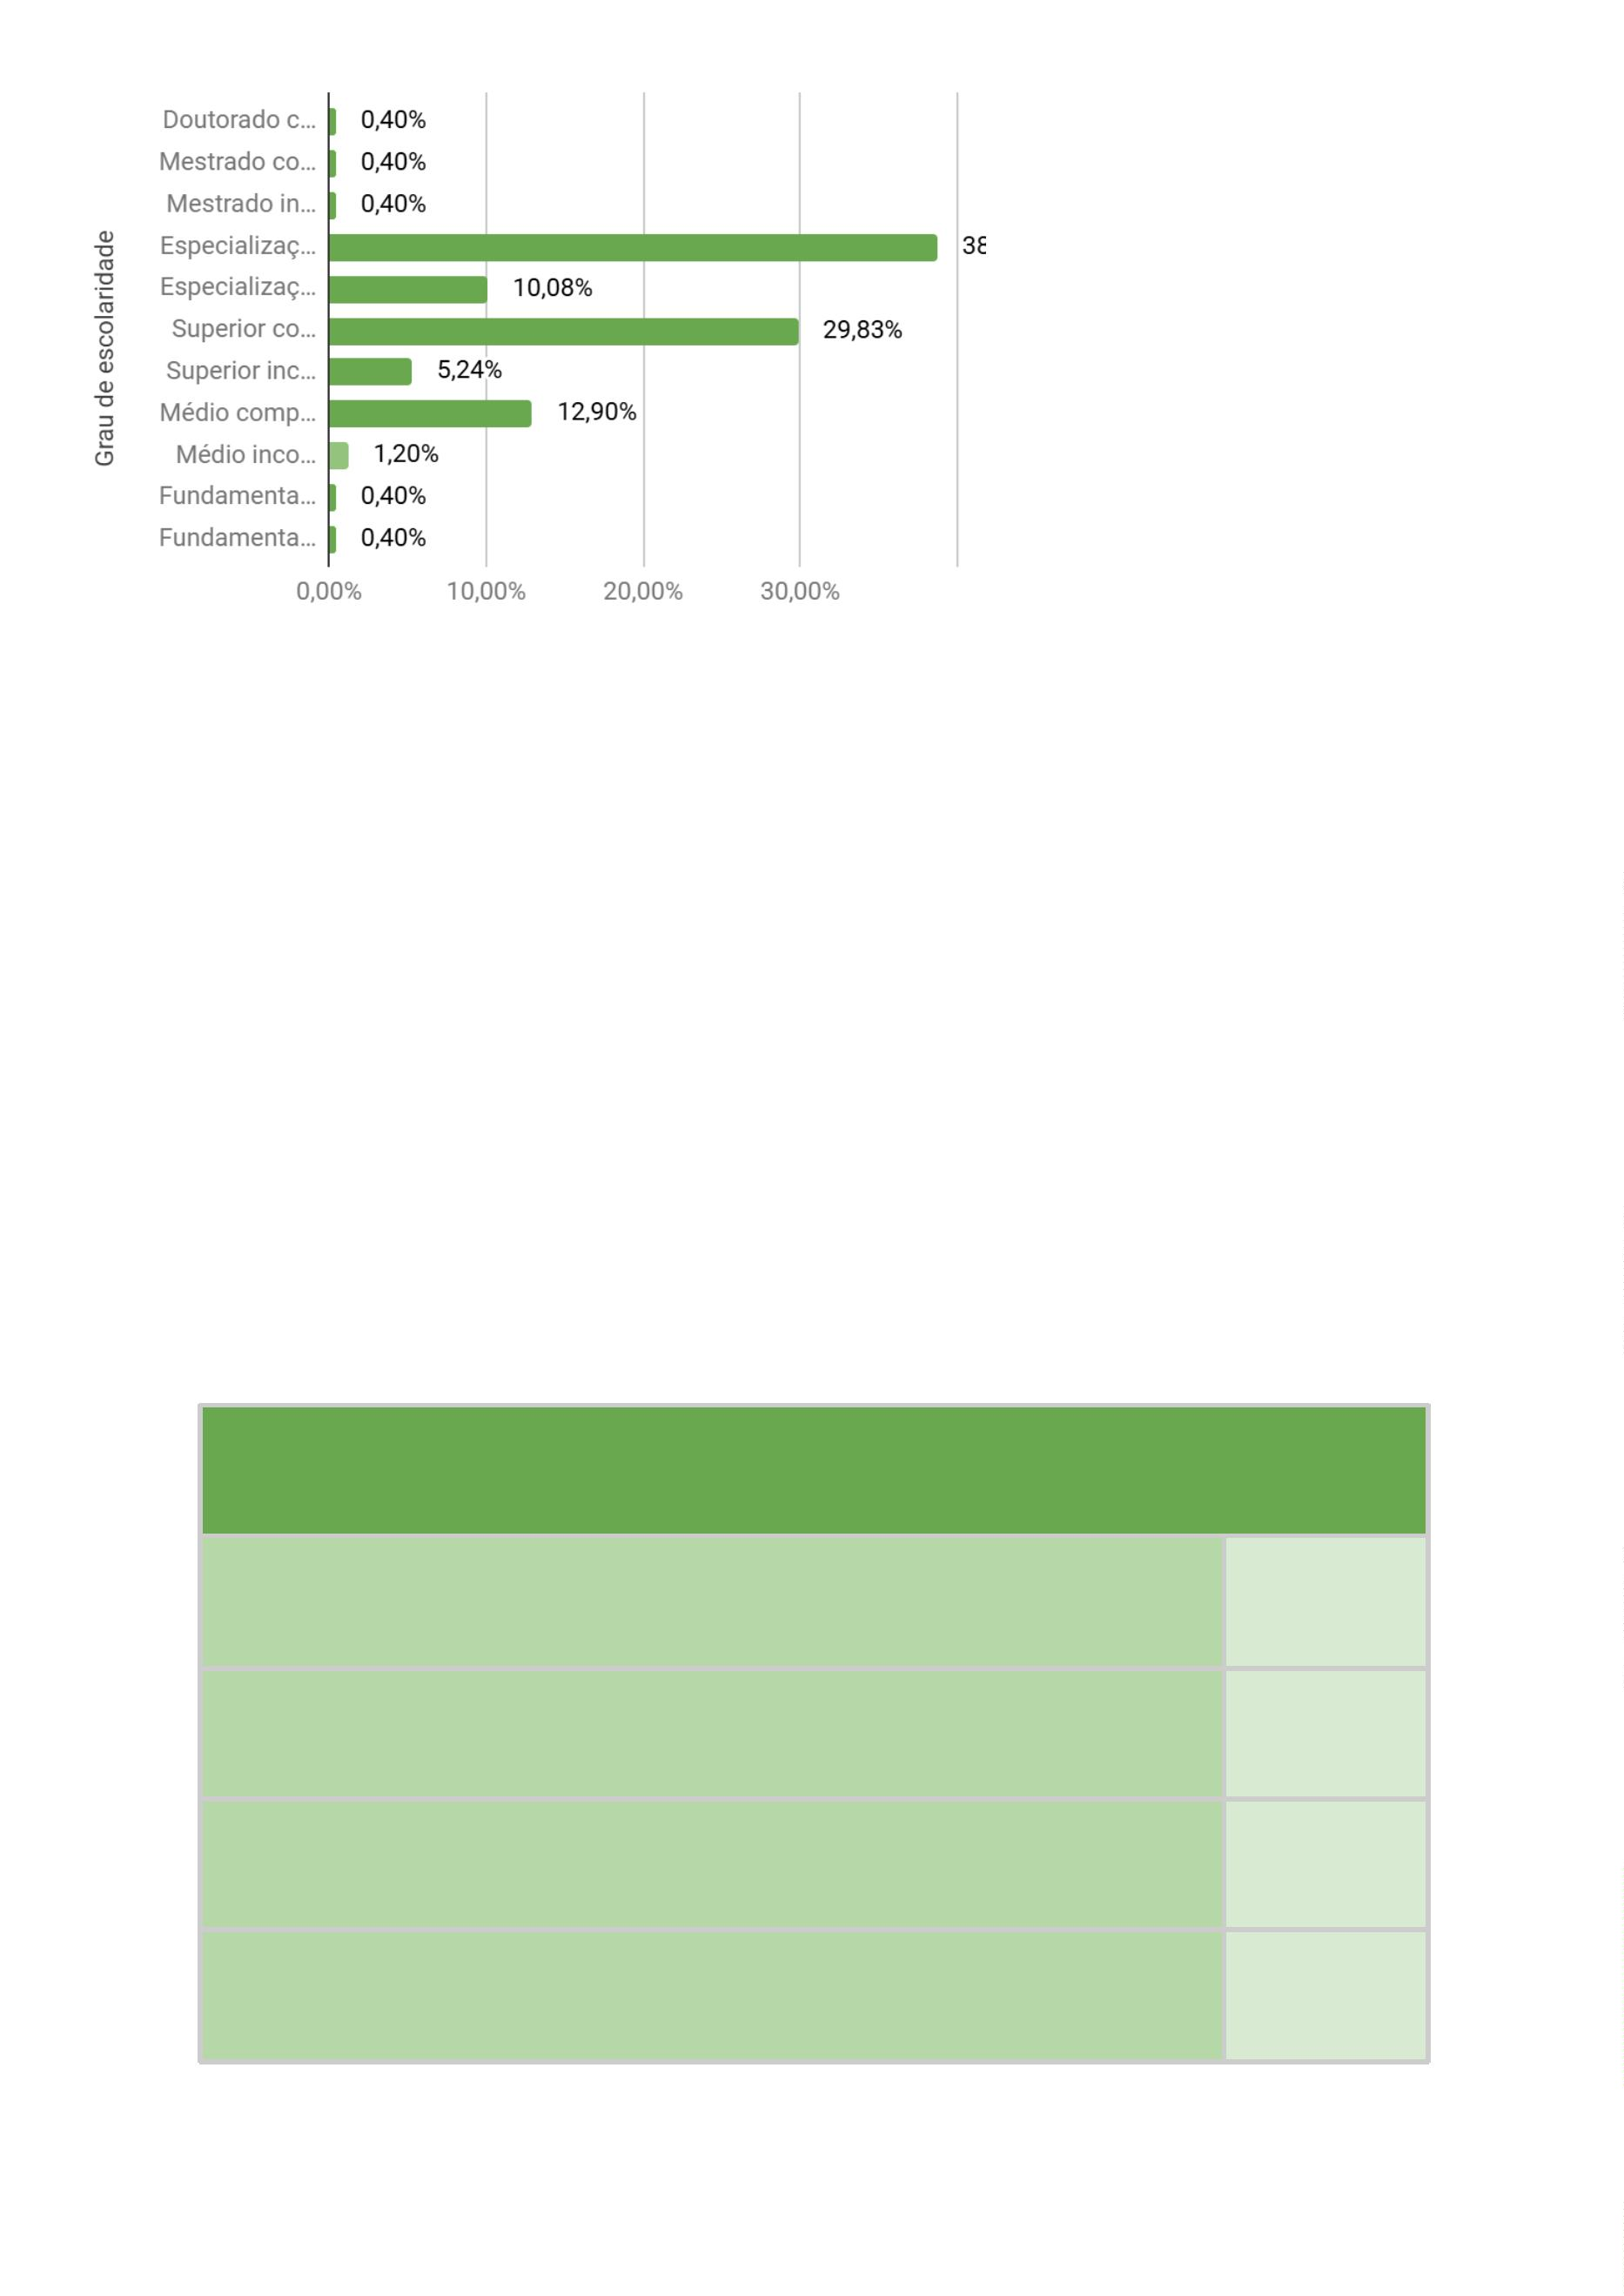 Grau de escolaridade
Doutorado c... 0,40%
Mestrado co... 0,40%
Mestrado in... 0,40%
Especializaç... 38
Especializaç... 10,08%
Superior co... 29,83%
Superior inc... 5,24%
Médio comp... 12,90%
Médio inco... 1,20%
Fundamenta... 0,40%
Fundamenta... 0,40%
0,00% 10,00% 20,00% 30,00%